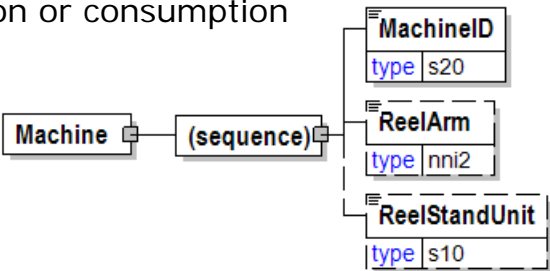 on or consumption
MachineID
type s20
Machine
(sequence)
ReelArm
type nni2
ReelStandUnit
type s10